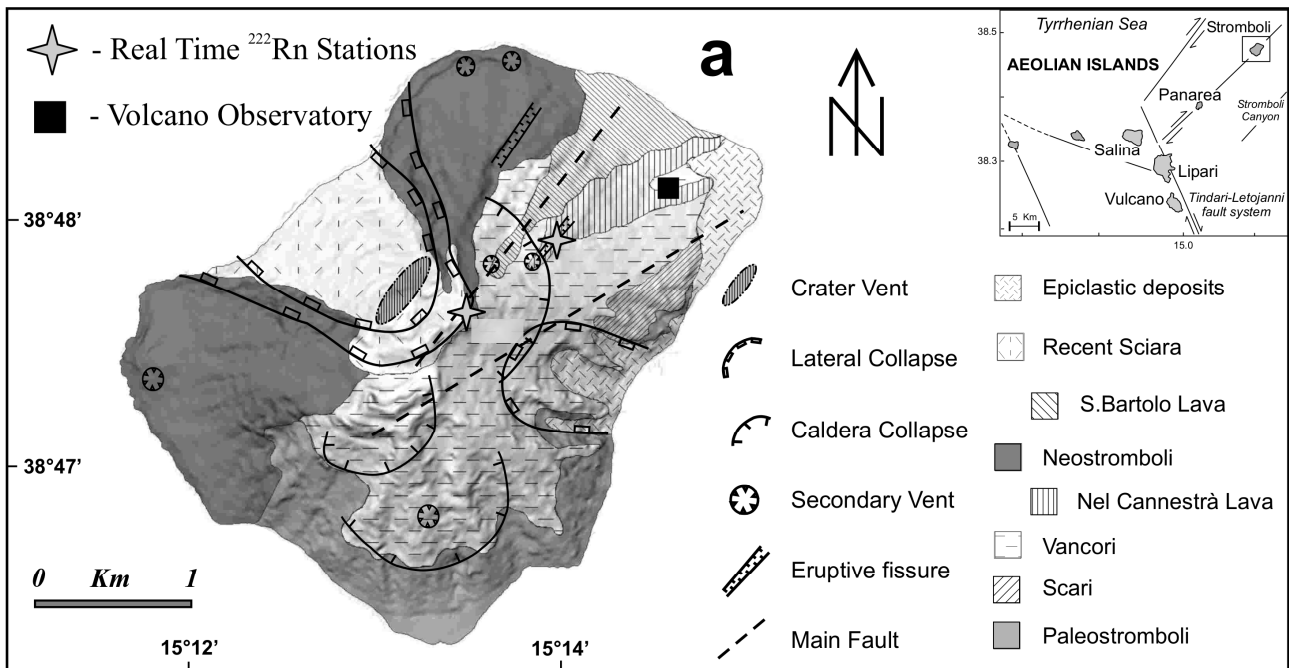 - Real Time ²²²Rn Stations
- Volcano Observatory
a
N
38°48’
38°47’
0 Km 1
15°12’
15°14’
Crater Vent
Lateral Collapse
Caldera Collapse
Secondary Vent
Eruptive fissure
Main Fault
Epiclastic deposits
Recent Sciara
S.Bartolo Lava
Neostromboli
Nel Cannestrà Lava
Vancori
Scari
Paleostromboli
38.5
Tyrrhenian Sea
Stromboli
AEOLIAN ISLANDS
Panarea
Stromboli
Canyon
38.3
Salina
Lipari
Vulcano
Tindari-Letojanni
fault system
5 Km
15.0